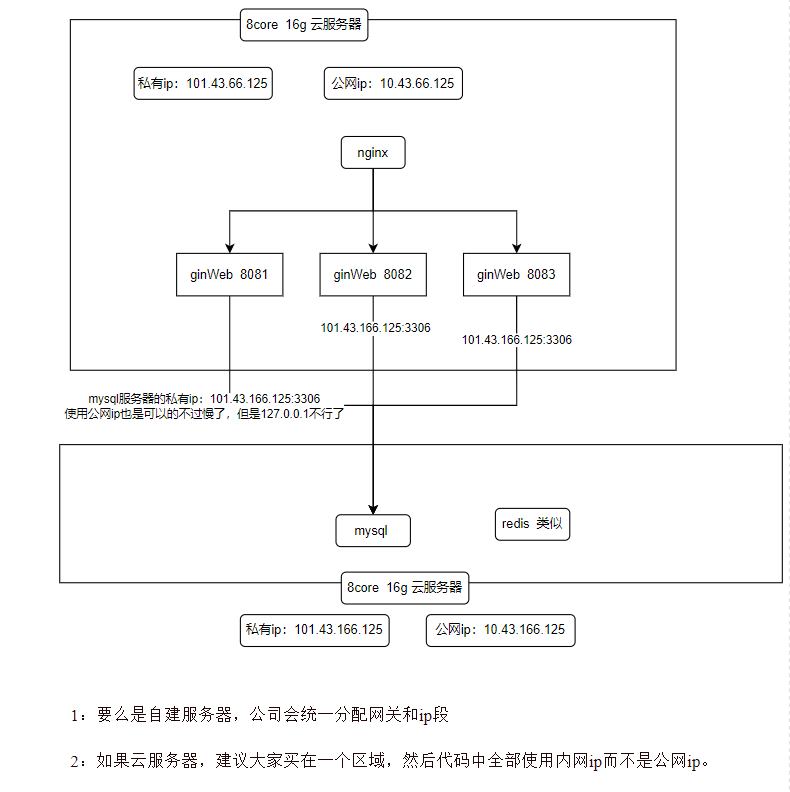 8core 16g 云服务器
私有ip：101.43.66.125
公网ip：10.43.66.125
nginx
ginWeb 8081
ginWeb 8082
ginWeb 8083
101.43.166.125:3306
101.43.166.125:3306
mysql服务器的私有ip：101.43.166.125:3306
使用公网ip也是可以的不过慢了，但是127.0.0.1不行了
mysql
redis 类似
8core 16g 云服务器
私有ip：101.43.166.125
公网ip：10.43.166.125
1：要么是自建服务器，公司会统一分配网关和ip段
2：如果云服务器，建议大家买在一个区域，然后代码中全部使用内网ip而不是公网ip。